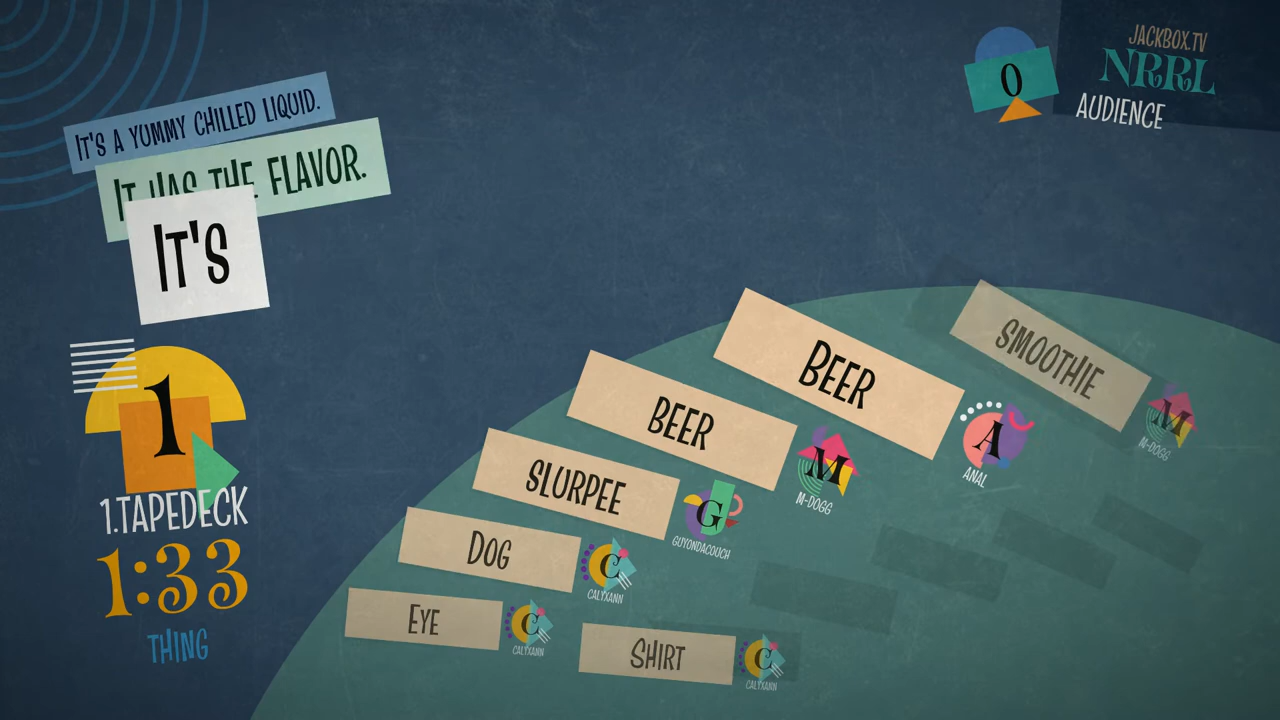 IT'S A YUMMY CHILLED LIQUID.
IT HAS THE FLAVOR.
IT'S
1
1.TAPEDECK
1:33
THING
0
JACKBOX.TV
NRRL
AUDIENCE
SMOOTHIE
M
M-DOGG
BEER
A
ANAL
BEER
M
M-DOGG
SLURPEE
G
GUYONDACOUCH
DOG
C
CALYXANN
EYE
C
CALYXANN
SHIRT
C
CALYXANN